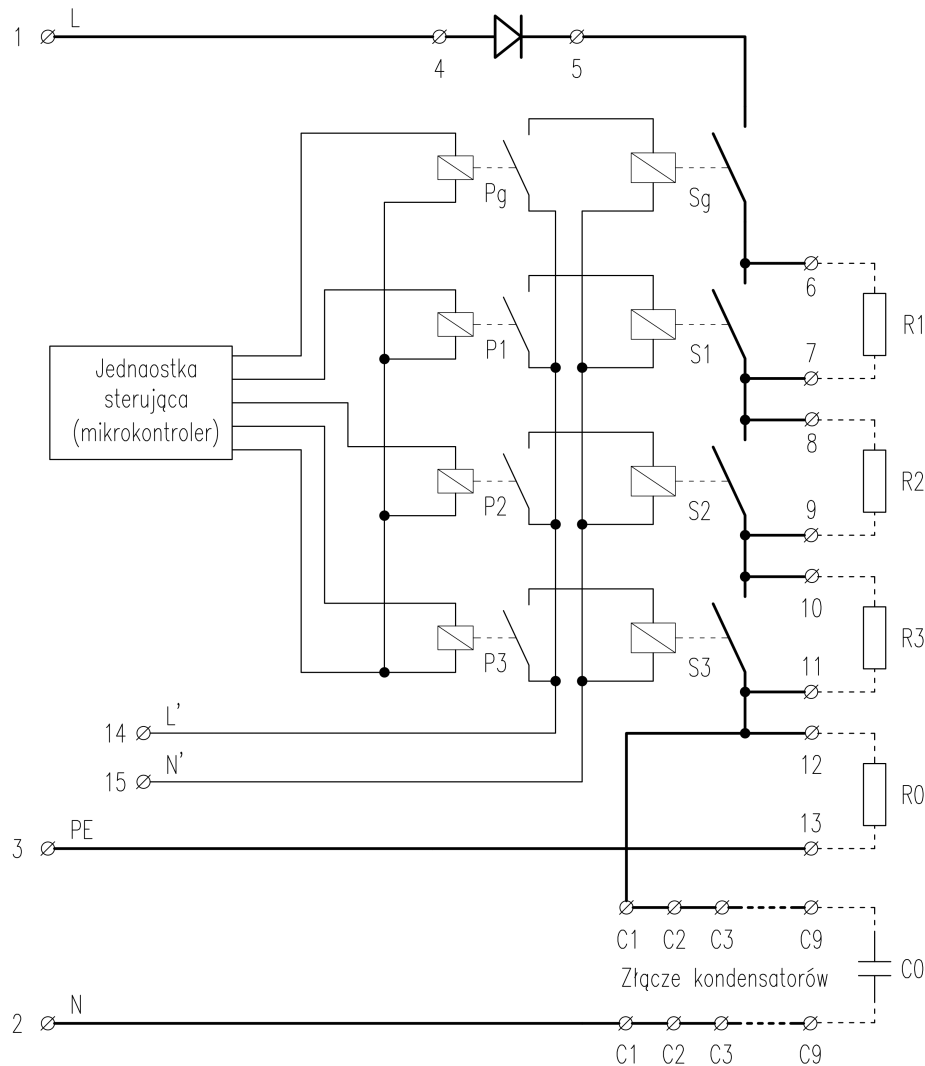 L
1
4
5
Pg
Sg
6
R1
P1
S1
7
Jednaostka
sterująca
(mikrokontroler)
8
R2
P2
S2
9
10
R3
P3
S3
11
14
L'
15
N'
12
R0
13
3
PE
C1 C2 C3 C9
Złącze kondensatorów
C0
2
N
C1 C2 C3 C9